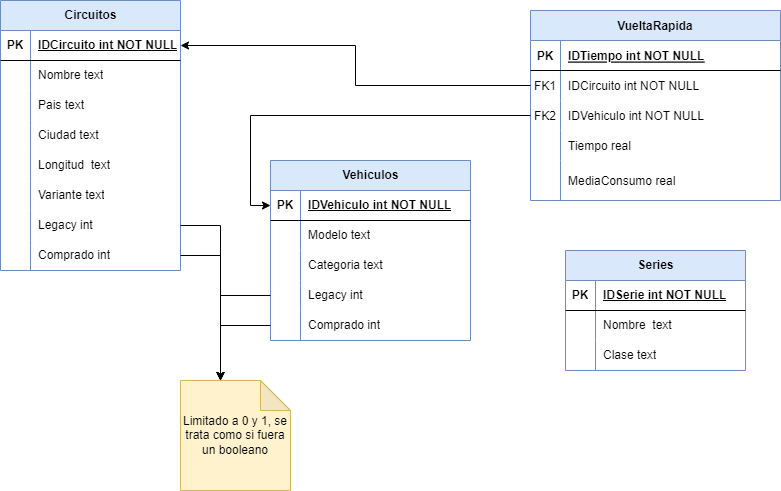 Circuitos
PK IDCircuito int NOT NULL
Nombre text
Pais text
Ciudad text
Longitud text
Variante text
Legacy int
Comprado int
VueltaRapida
PK IDTiempo int NOT NULL
FK1 IDCircuito int NOT NULL
FK2 IDVehiculo int NOT NULL
Tiempo real
MediaConsumo real
Vehiculos
PK IDVehiculo int NOT NULL
Modelo text
Categoria text
Legacy int
Comprado int
Series
PK IDSerie int NOT NULL
Nombre text
Clase text
Limitado a 0 y 1, se
trata como si fuera
un booleano